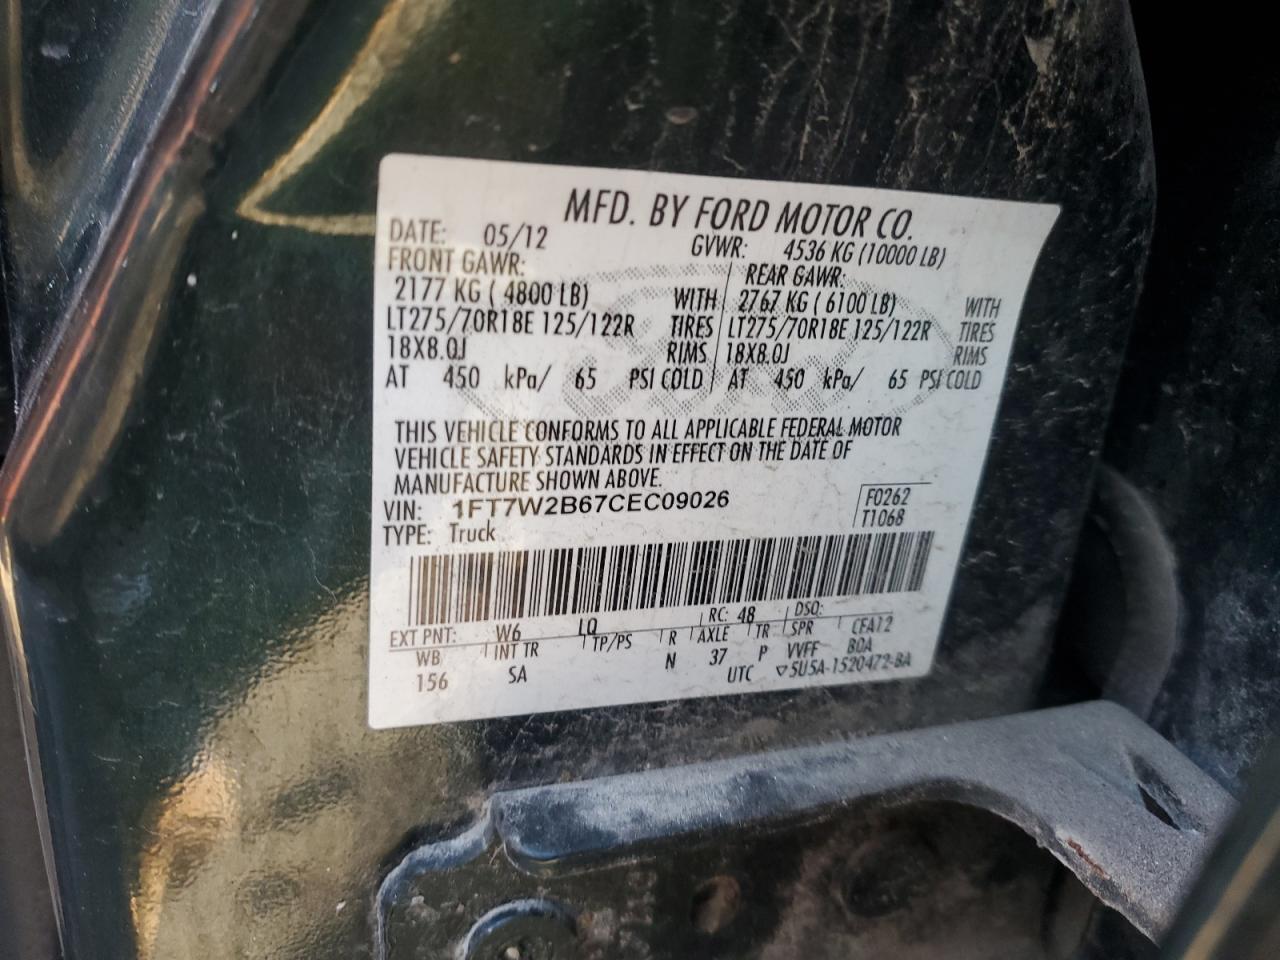 MFD. BY FORD MOTOR CO.
DATE: 05/12 GVWR: 4536 KG (10000 LB)
FRONT GAWR: REAR GAWR:
2177 KG ( 4800 LB) WITH 2767 KG ( 6100 LB) WITH
LT275/70R18E 125/122R TIRES LT275/70R18E 125/122R TIRES
18X8.0J RIMS 18X8.0J RIMS
AT 450 kPa/ 65 PSI COLD AT 450 kPa/ 65 PSI COLD
THIS VEHICLE CONFORMS TO ALL APPLICABLE FEDERAL MOTOR
VEHICLE SAFETY STANDARDS IN EFFECT ON THE DATE OF
MANUFACTURE SHOWN ABOVE.
VIN: 1FT7W2B67CEC09026 F0262
TYPE: Truck T1068
EXT PNT: W6 LQ RC: 48 DSO:
WB INT TR TP/PS R AXLE TR SPR CFA12
156 SA N 37 P VVFF BOA
UTC ▽5U5A-1520472-BA